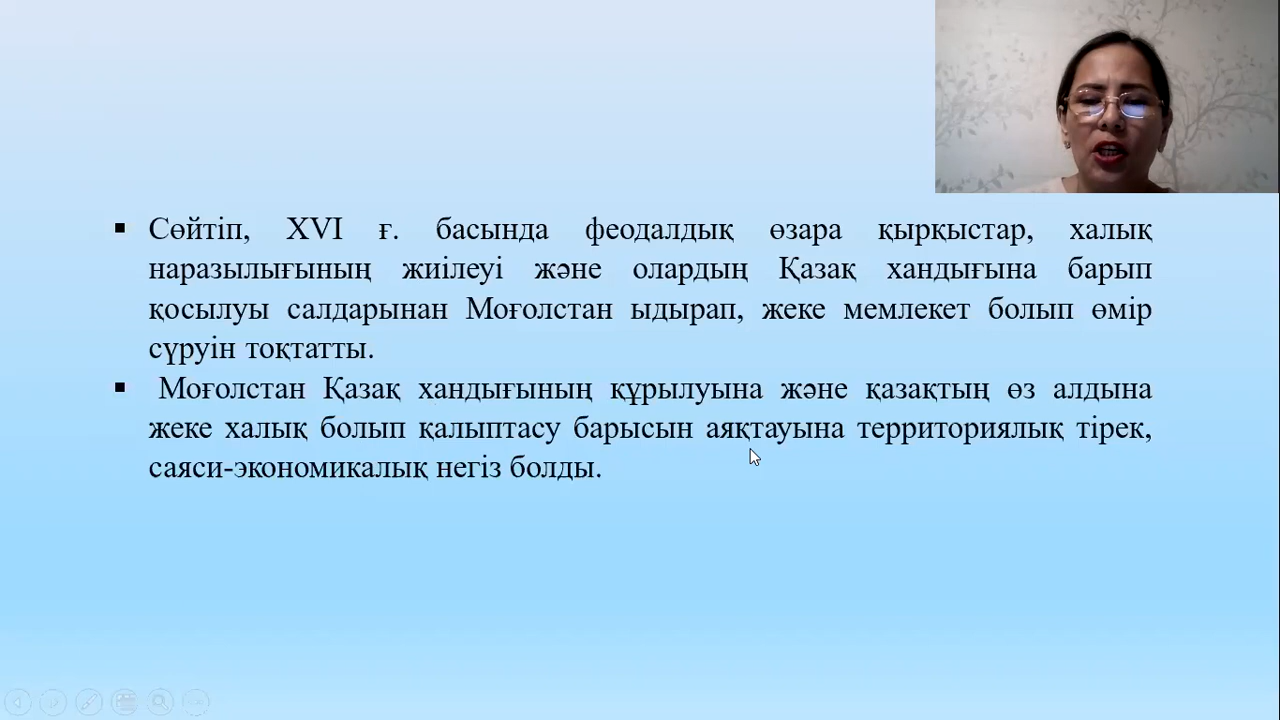 ▪ Сөйтіп, XVI ғ. басында феодалдық өзара қырқыстар, халық
наразылығының жиілеуі және олардың Қазақ хандығына барып
қосылуы салдарынан Моғолстан ыдырап, жеке мемлекет болып өмір
сүруін тоқтатты.
▪ Моғолстан Қазақ хандығының құрылуына және қазақтың өз алдына
жеке халық болып қалыптасу барысын аяқтауына территориялық тірек,
саяси-экономикалық негіз болды.